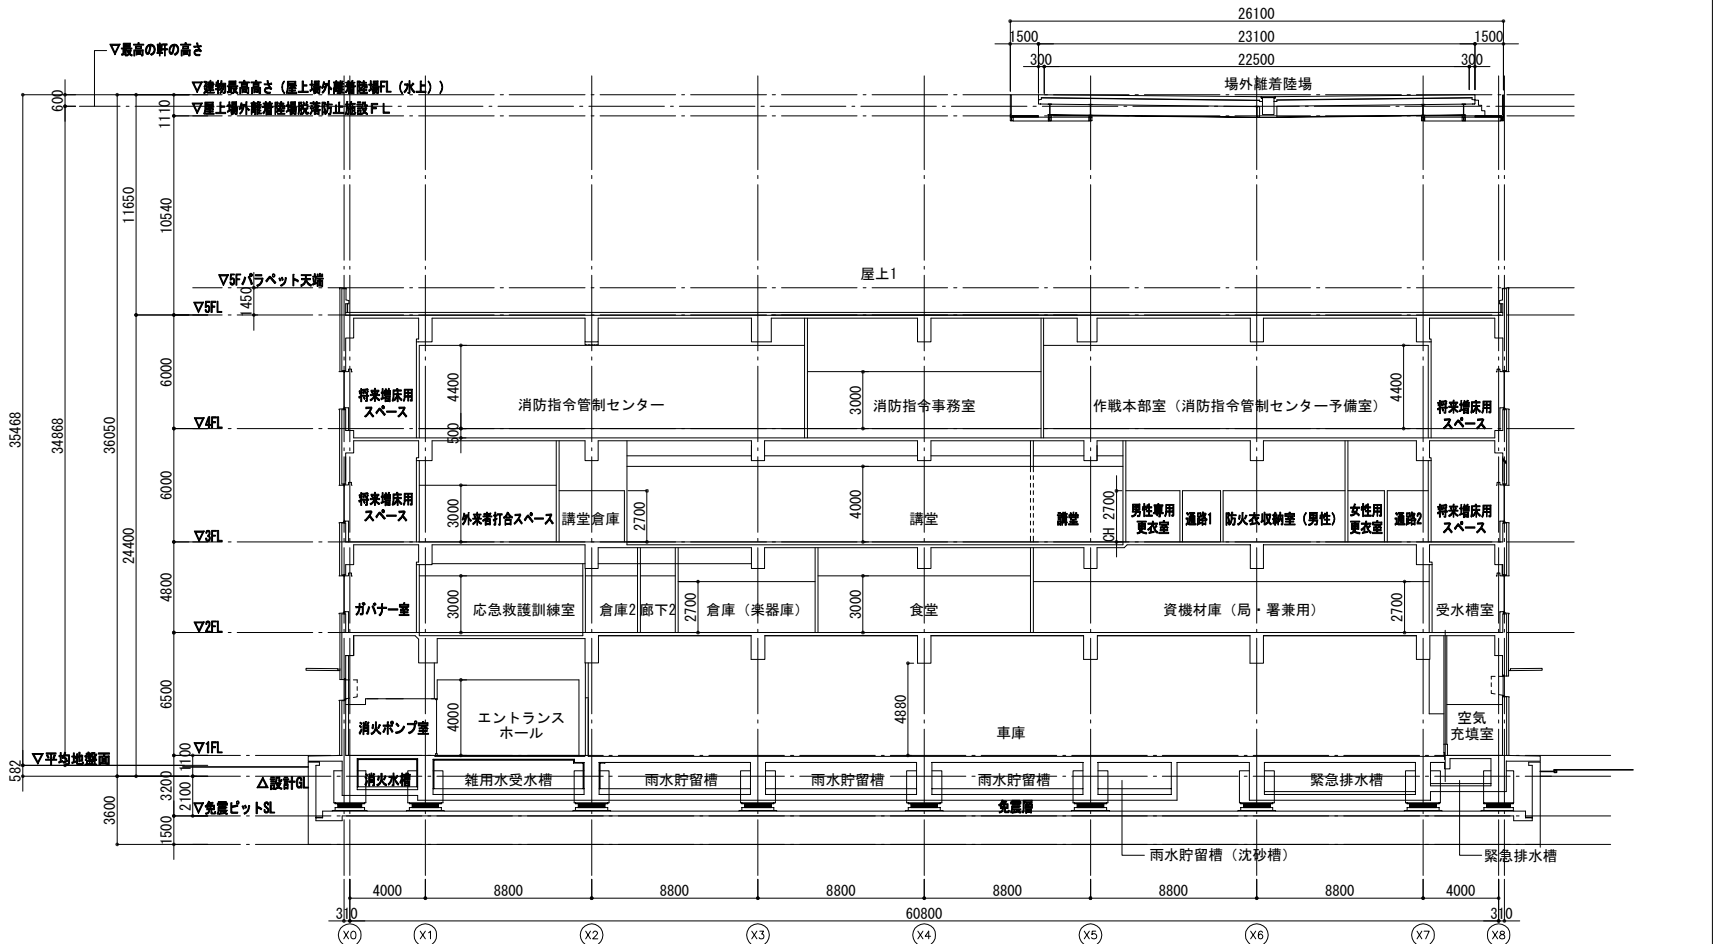 26100
1500
23100
1500
300
22500
300
▽最高の軒の高さ
▽建物最高高さ（屋上場外離着陸場FL（水上））
場外離着陸場
▽屋上場外離着陸場脱落防止施設ＦＬ
600
1110
11650
10540
屋上1
▽5Fパラペット天端
1450
▽5FL
6000
4400
3000
4400
将来増床用
スペース
消防指令管制センター
消防指令事務室
作戦本部室（消防指令管制センター予備室）
将来増床用
スペース
▽4FL
500
35468
34868
36050
24400
6000
将来増床用
スペース
3000
外来者打合スペース
講堂倉庫
2700
4000
講堂
講堂
CH 2700
男性専用
更衣室
通路1
防火衣収納室（男性）
女性用
更衣室
通路2
将来増床用
スペース
▽3FL
4800
ガバナー室
3000
応急救護訓練室
倉庫2
廊下2
2700
倉庫（楽器庫）
3000
食堂
資機材庫（局・署兼用）
2700
受水槽室
▽2FL
6500
消火ポンプ室
4000
エントランス
ホール
4880
車庫
空気
充填室
▽1FL
▽平均地盤面
582
1100
△設計GL
3200
2100
消火水槽
雑用水受水槽
雨水貯留槽
雨水貯留槽
雨水貯留槽
緊急排水槽
▽免震ピットSL
免震層
3600
1500
雨水貯留槽（沈砂槽）
緊急排水槽
4000
8800
8800
8800
8800
8800
8800
4000
310
60800
310
X0
X1
X2
X3
X4
X5
X6
X7
X8